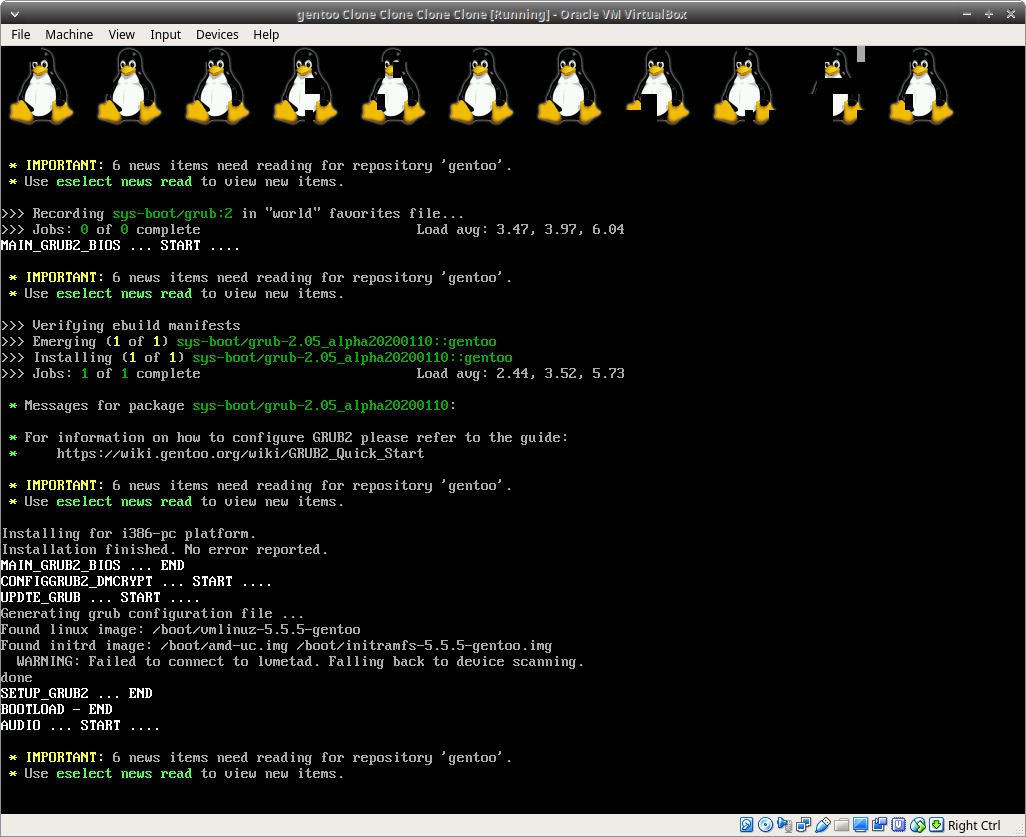 gentoo Clone Clone Clone Clone [Running] - Oracle VM VirtualBox
File Machine View Input Devices Help
* IMPORTANT: 6 news items need reading for repository 'gentoo'.
* Use eselect news read to view new items.
>>> Recording sys-boot/grub:2 in "world" favorites file...
>>> Jobs: 0 of 0 complete Load avg: 3.47, 3.97, 6.04
MAIN_GRUB2_BIOS ... START ....
* IMPORTANT: 6 news items need reading for repository 'gentoo'.
* Use eselect news read to view new items.
>>> Verifying ebuild manifests
>>> Emerging (1 of 1) sys-boot/grub-2.05_alpha20200110::gentoo
>>> Installing (1 of 1) sys-boot/grub-2.05_alpha20200110::gentoo
>>> Jobs: 1 of 1 complete Load avg: 2.44, 3.52, 5.73
* Messages for package sys-boot/grub-2.05_alpha20200110:
* For information on how to configure GRUB2 please refer to the guide:
* https://wiki.gentoo.org/wiki/GRUB2_Quick_Start
* IMPORTANT: 6 news items need reading for repository 'gentoo'.
* Use eselect news read to view new items.
Installing for i386-pc platform.
Installation finished. No error reported.
MAIN_GRUB2_BIOS ... END
CONFIGGRUB2_DMCRYPT ... START ....
UPDTE_GRUB ... START ....
Generating grub configuration file ...
Found linux image: /boot/vmlinuz-5.5.5-gentoo
Found initrd image: /boot/amd-uc.img /boot/initramfs-5.5.5-gentoo.img
WARNING: Failed to connect to lvmetad. Falling back to device scanning.
done
SETUP_GRUB2 ... END
BOOTLOAD - END
AUDIO ... START ....
* IMPORTANT: 6 news items need reading for repository 'gentoo'.
* Use eselect news read to view new items.
Right Ctrl